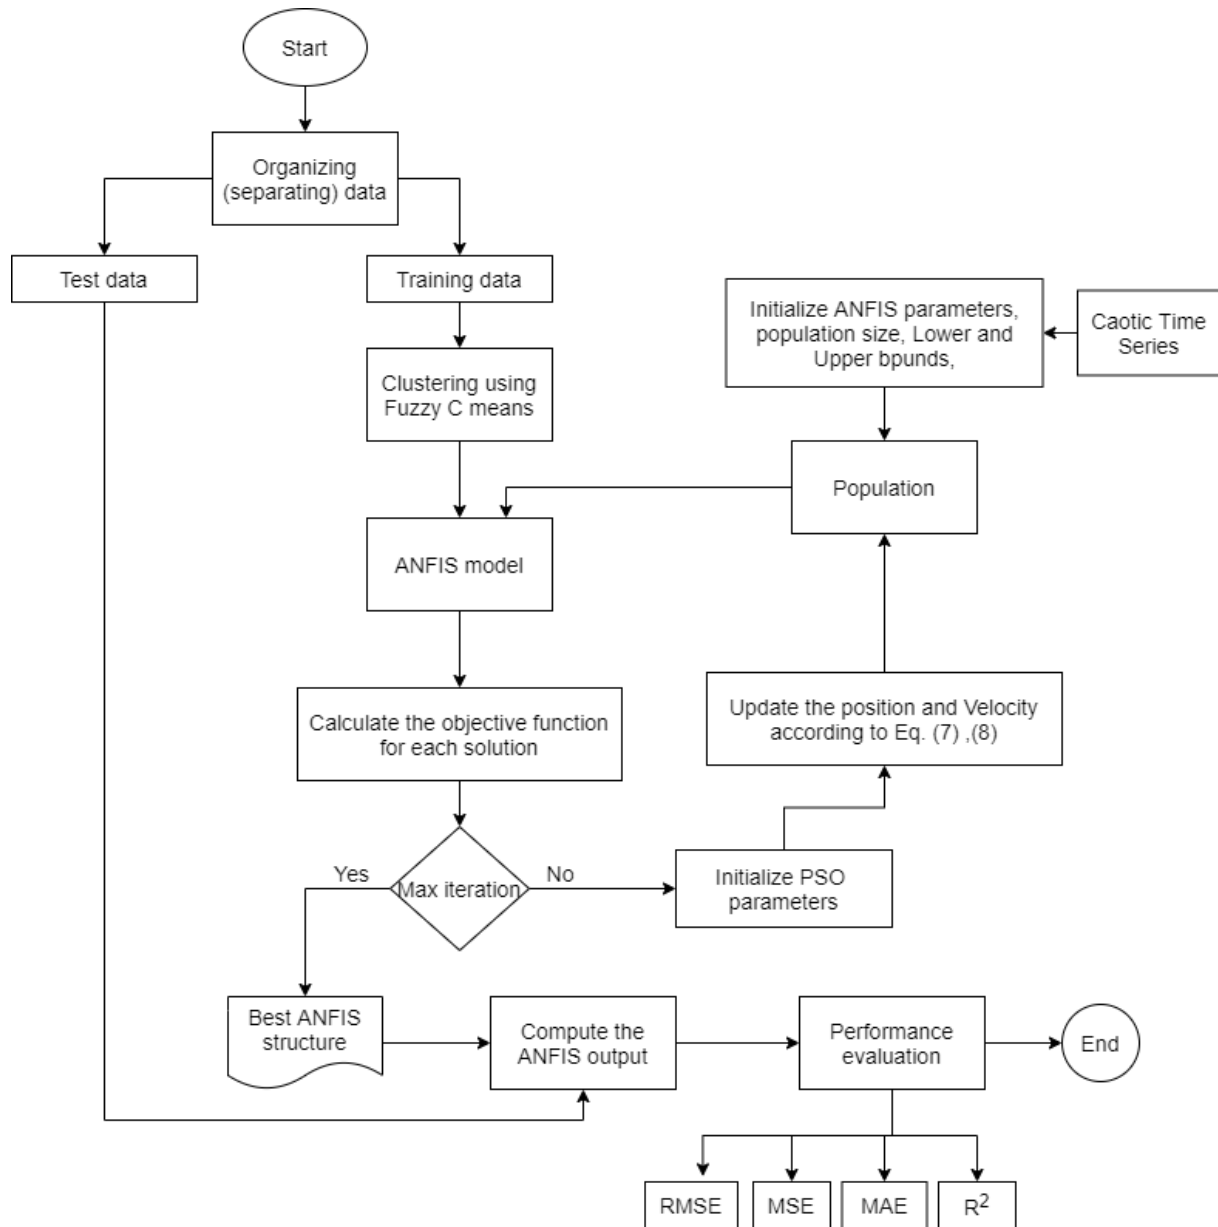 Start
Organizing
(separating) data
Test data
Training data
Initialize ANFIS parameters,
population size, Lower and
Upper bpunds,
Caotic Time
Series
Clustering using
Fuzzy C means
Population
ANFIS model
Update the position and Velocity
according to Eq. (7) ,(8)
Calculate the objective function
for each solution
Yes
Max iteration
No
Initialize PSO
parameters
Best ANFIS
structure
Compute the
ANFIS output
Performance
evaluation
End
RMSE
MSE
MAE
R²